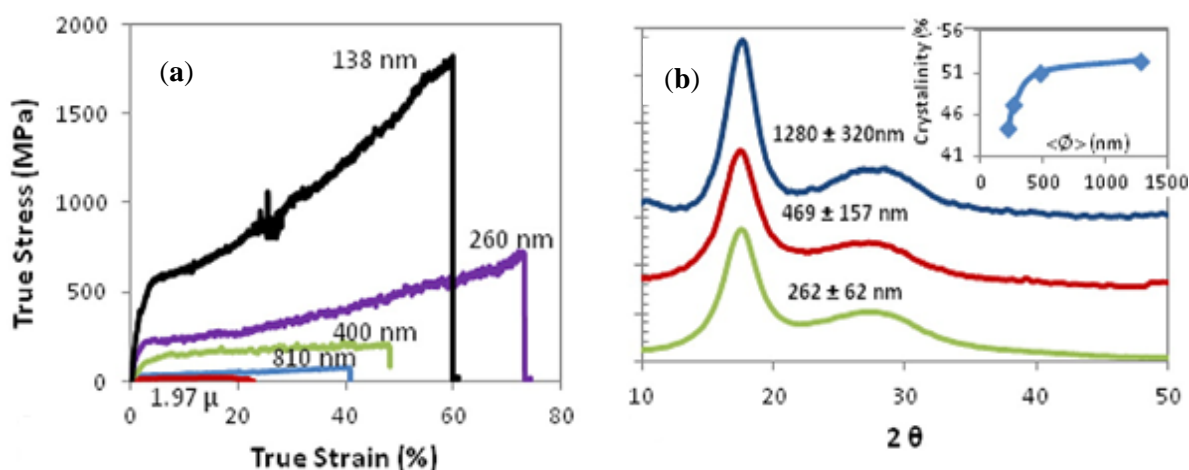 2000
1500
1000
500
0
True Stress (MPa)
(a)
138 nm
260 nm
400 nm
810 nm
1.97 μ
0 20 40 60 80
True Strain (%)
(b)
1280 ± 320nm
469 ± 157 nm
262 ± 62 nm
10 20 30 40 50
2 θ
Crystalinity (%
56
51
46
41
<Ø> (nm)
0 500 1000 1500